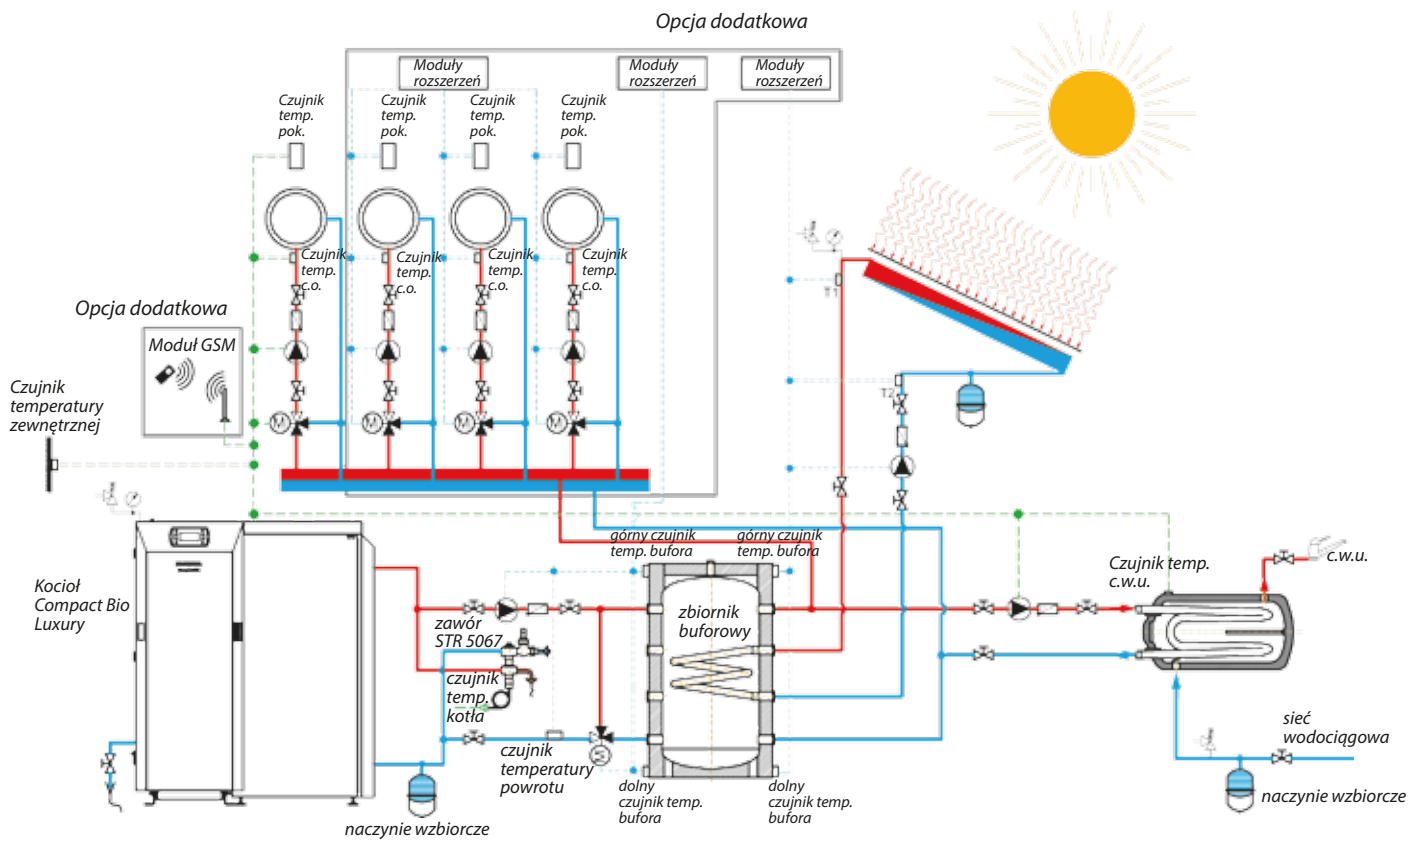 Opcja dodatkowa
Moduły
rozszerzeń
Moduły
rozszerzeń
Moduły
rozszerzeń
Czujnik
temp.
pok.
Czujnik
temp.
pok.
Czujnik
temp.
pok.
Czujnik
temp.
pok.
Czujnik
temp.
c.o.
Czujnik
temp.
c.o.
Czujnik
temp.
c.o.
Czujnik
temp.
c.o.
T1
T2
Opcja dodatkowa
Moduł GSM
Czujnik
temperatury
zewnętrznej
M
M
M
M
górny czujnik
temp. bufora
górny czujnik
temp. bufora
Kocioł
Compact Bio
Luxury
zawór
STR 5067
czujnik
temp.
kotła
zbiornik
buforowy
Czujnik temp.
c.w.u.
c.w.u.
sieć
wodociągowa
M
czujnik
temperatury
powrotu
dolny
czujnik temp.
bufora
dolny
czujnik temp.
bufora
naczynie wzbiorcze
naczynie wzbiorcze